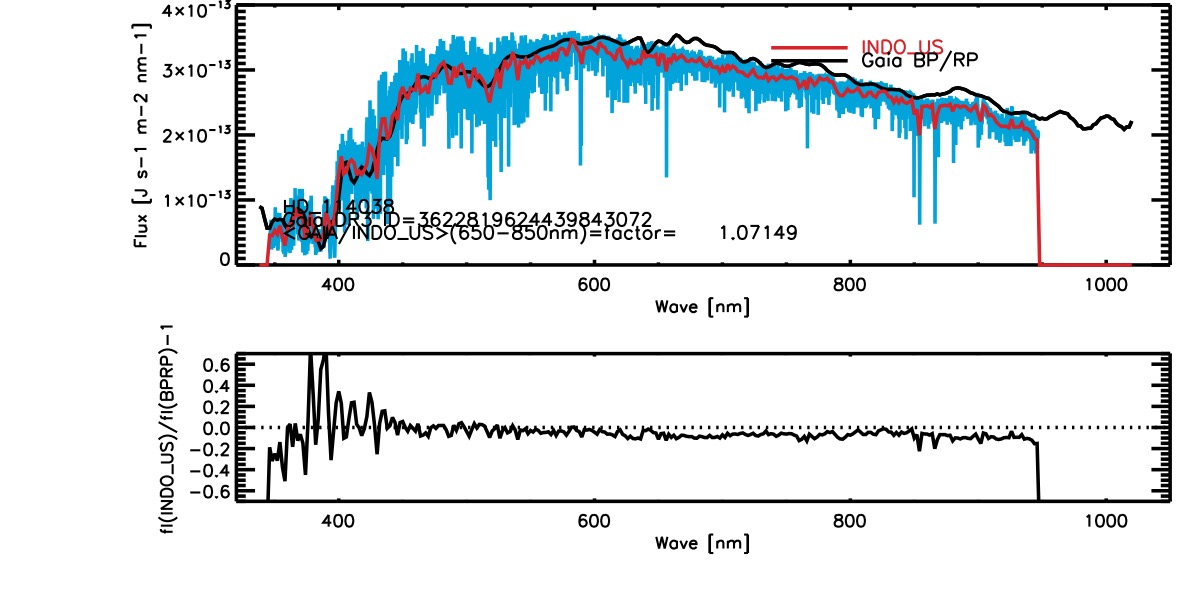 4×10−13
3×10−13
2×10−13
1×10−13
0
Flux [J s−1 m−2 nm−1]
INDO_US
Gaia BP/RP
HD_114038
Gaia DR3 ID=3622819624439843072
<GAIA/INDO_US>(650−850nm)=factor= 1.07149
400 600 800 1000
Wave [nm]
fl(INDO_US)/fl(BPRP)−1
0.6
0.4
0.2
0.0
−0.2
−0.4
−0.6
400 600 800 1000
Wave [nm]